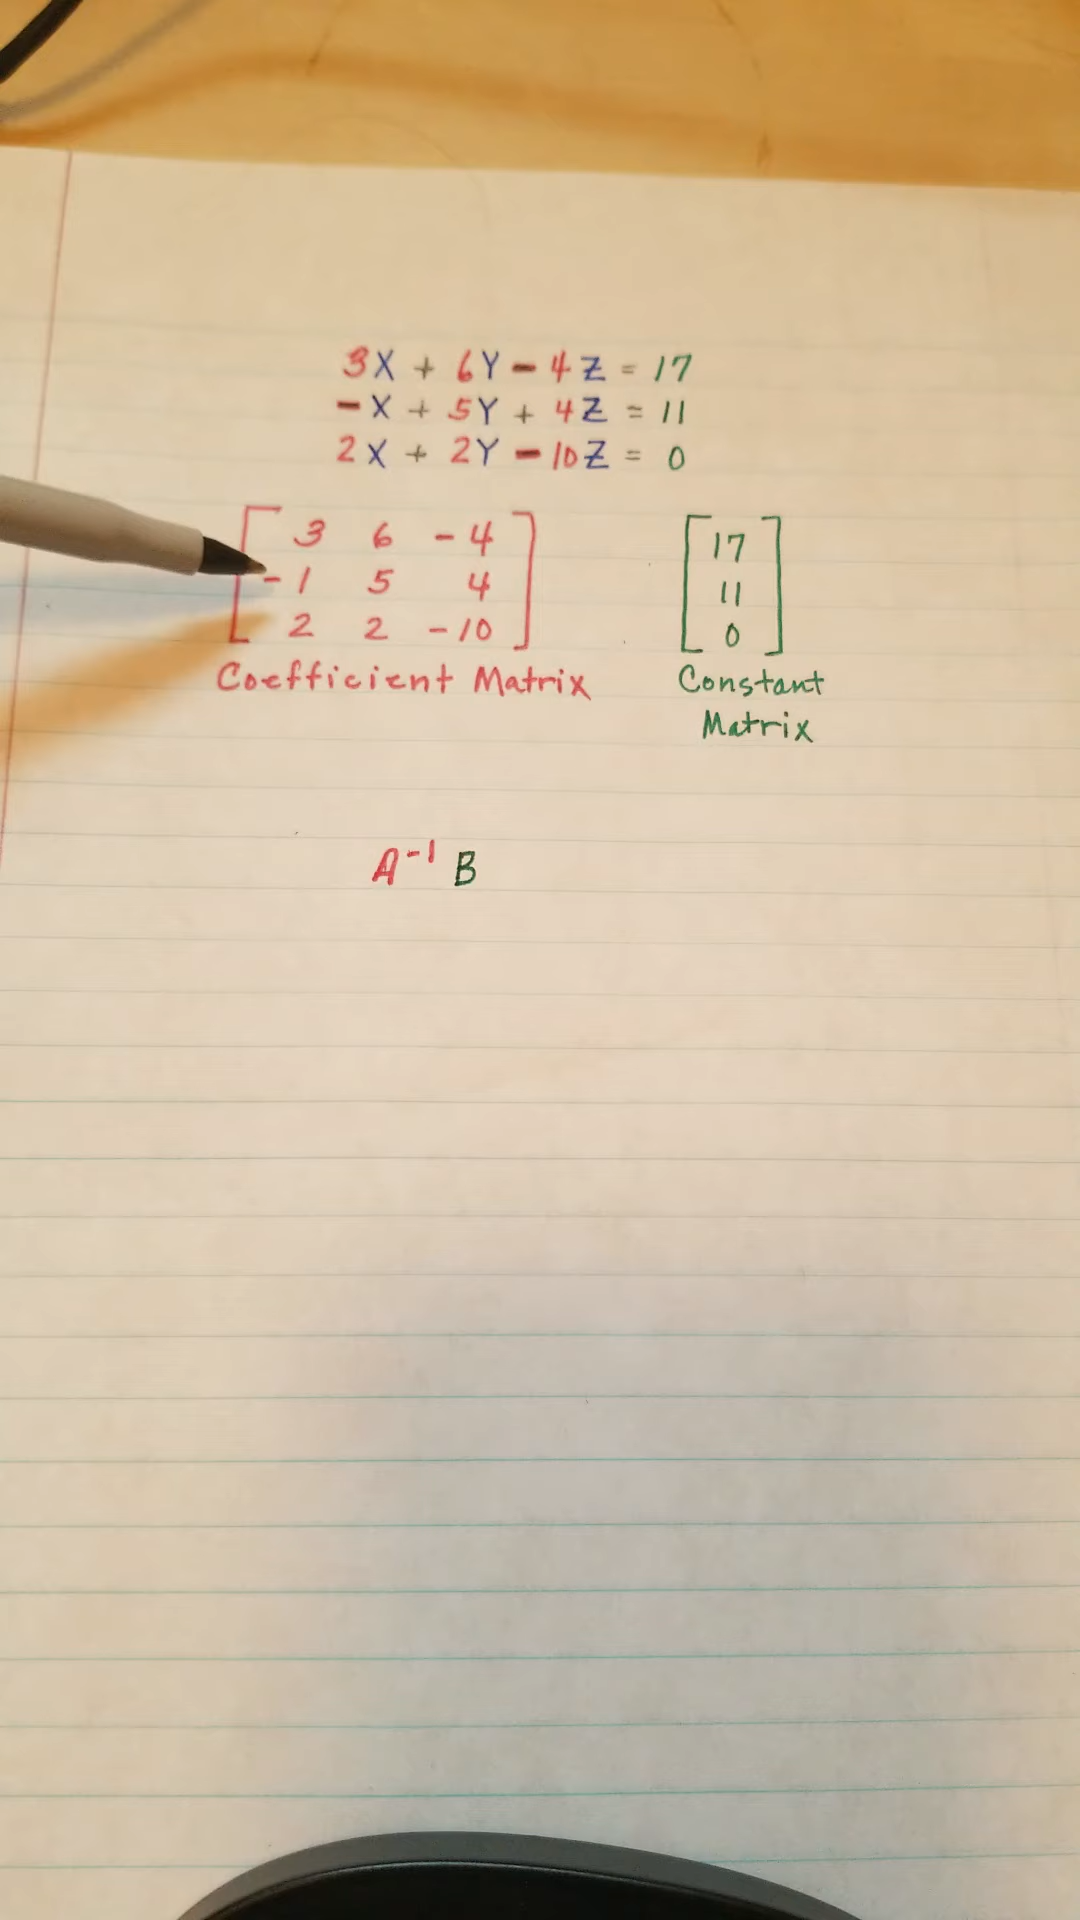 3X + 6Y - 4Z = 17
-X + 5Y + 4Z = 11
2X + 2Y - 10Z = 0
3 6 -4 17
-1 5 4 11
2 2 -10 0
Coefficient Matrix Constant
Matrix
A⁻¹ B